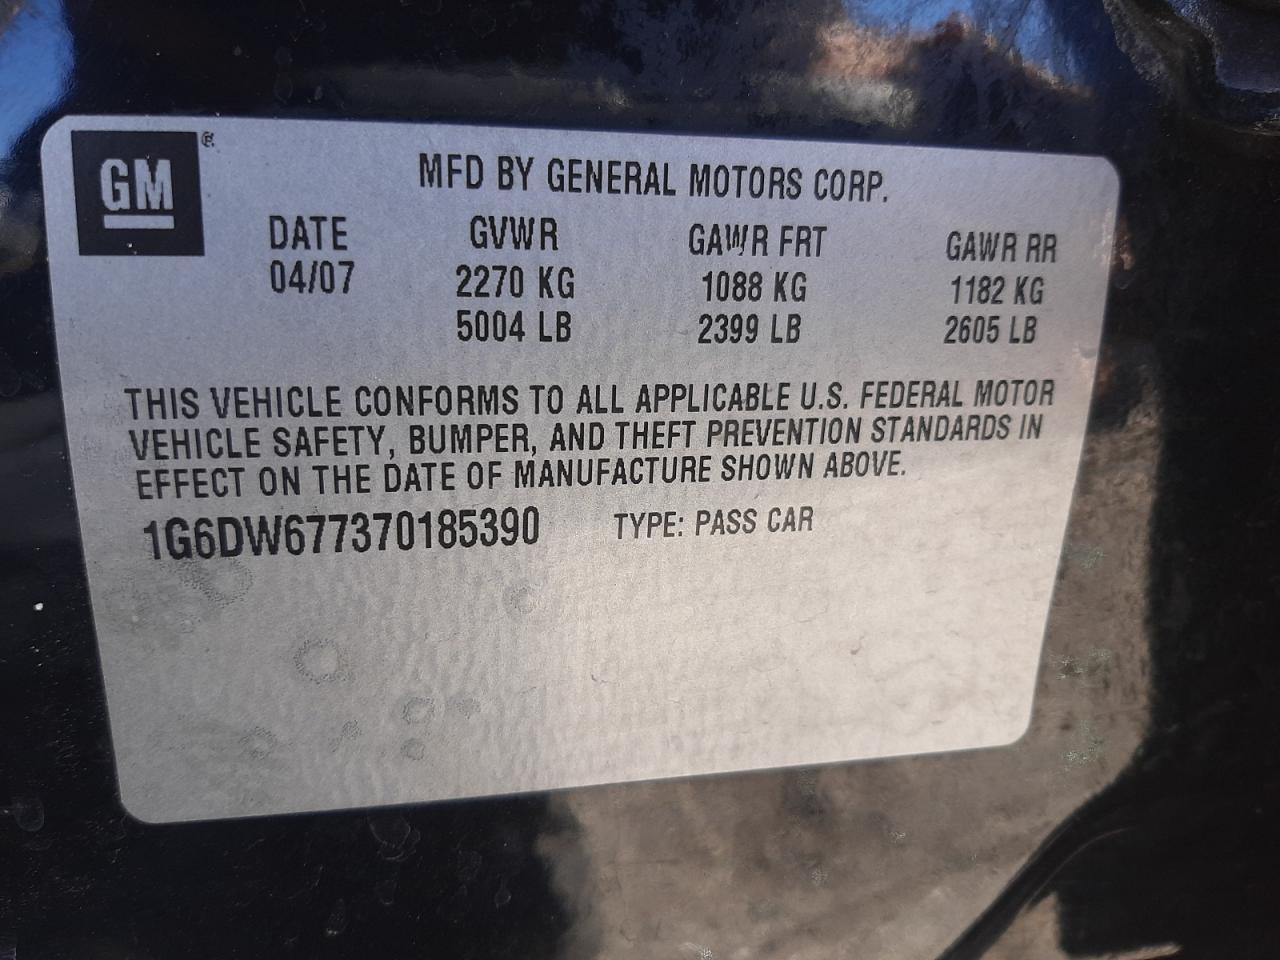 GM ®
MFD BY GENERAL MOTORS CORP.
DATE GVWR GAWR FRT GAWR RR
04/07 2270 KG 1088 KG 1182 KG
5004 LB 2399 LB 2605 LB
THIS VEHICLE CONFORMS TO ALL APPLICABLE U.S. FEDERAL MOTOR
VEHICLE SAFETY, BUMPER, AND THEFT PREVENTION STANDARDS IN
EFFECT ON THE DATE OF MANUFACTURE SHOWN ABOVE.
1G6DW677370185390 TYPE: PASS CAR